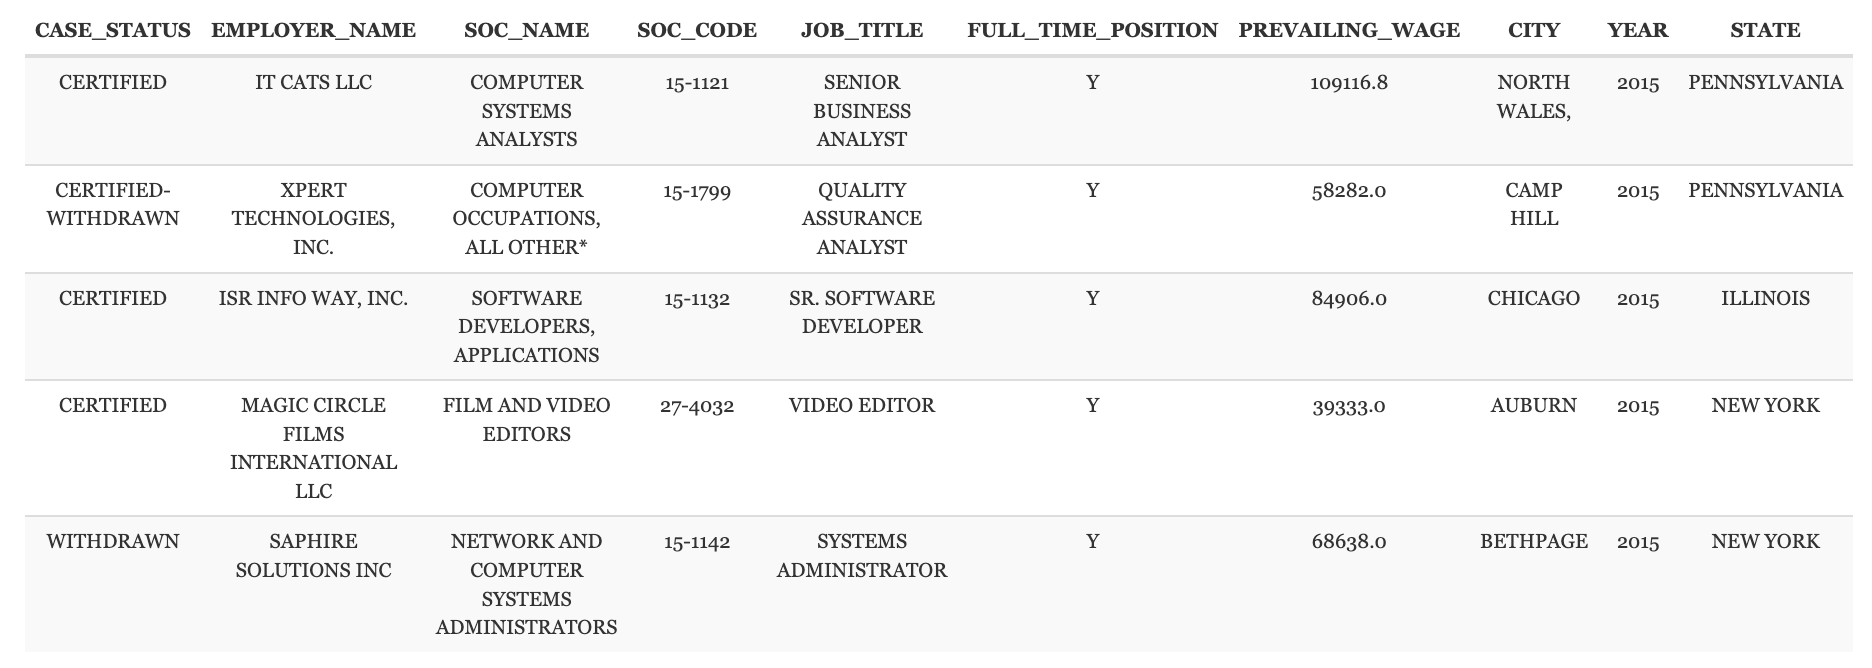 CASE_STATUS EMPLOYER_NAME SOC_NAME SOC_CODE JOB_TITLE FULL_TIME_POSITION PREVAILING_WAGE CITY YEAR STATE
CERTIFIED IT CATS LLC COMPUTER 15-1121 SENIOR Y 109116.8 NORTH 2015 PENNSYLVANIA
SYSTEMS BUSINESS WALES,
ANALYSTS ANALYST
CERTIFIED- XPERT COMPUTER 15-1799 QUALITY Y 58282.0 CAMP 2015 PENNSYLVANIA
WITHDRAWN TECHNOLOGIES, OCCUPATIONS, ASSURANCE HILL
INC. ALL OTHER* ANALYST
CERTIFIED ISR INFO WAY, INC. SOFTWARE 15-1132 SR. SOFTWARE Y 84906.0 CHICAGO 2015 ILLINOIS
DEVELOPERS, DEVELOPER
APPLICATIONS
CERTIFIED MAGIC CIRCLE FILM AND VIDEO 27-4032 VIDEO EDITOR Y 39333.0 AUBURN 2015 NEW YORK
FILMS EDITORS
INTERNATIONAL
LLC
WITHDRAWN SAPHIRE NETWORK AND 15-1142 SYSTEMS Y 68638.0 BETHPAGE 2015 NEW YORK
SOLUTIONS INC COMPUTER ADMINISTRATOR
SYSTEMS
ADMINISTRATORS